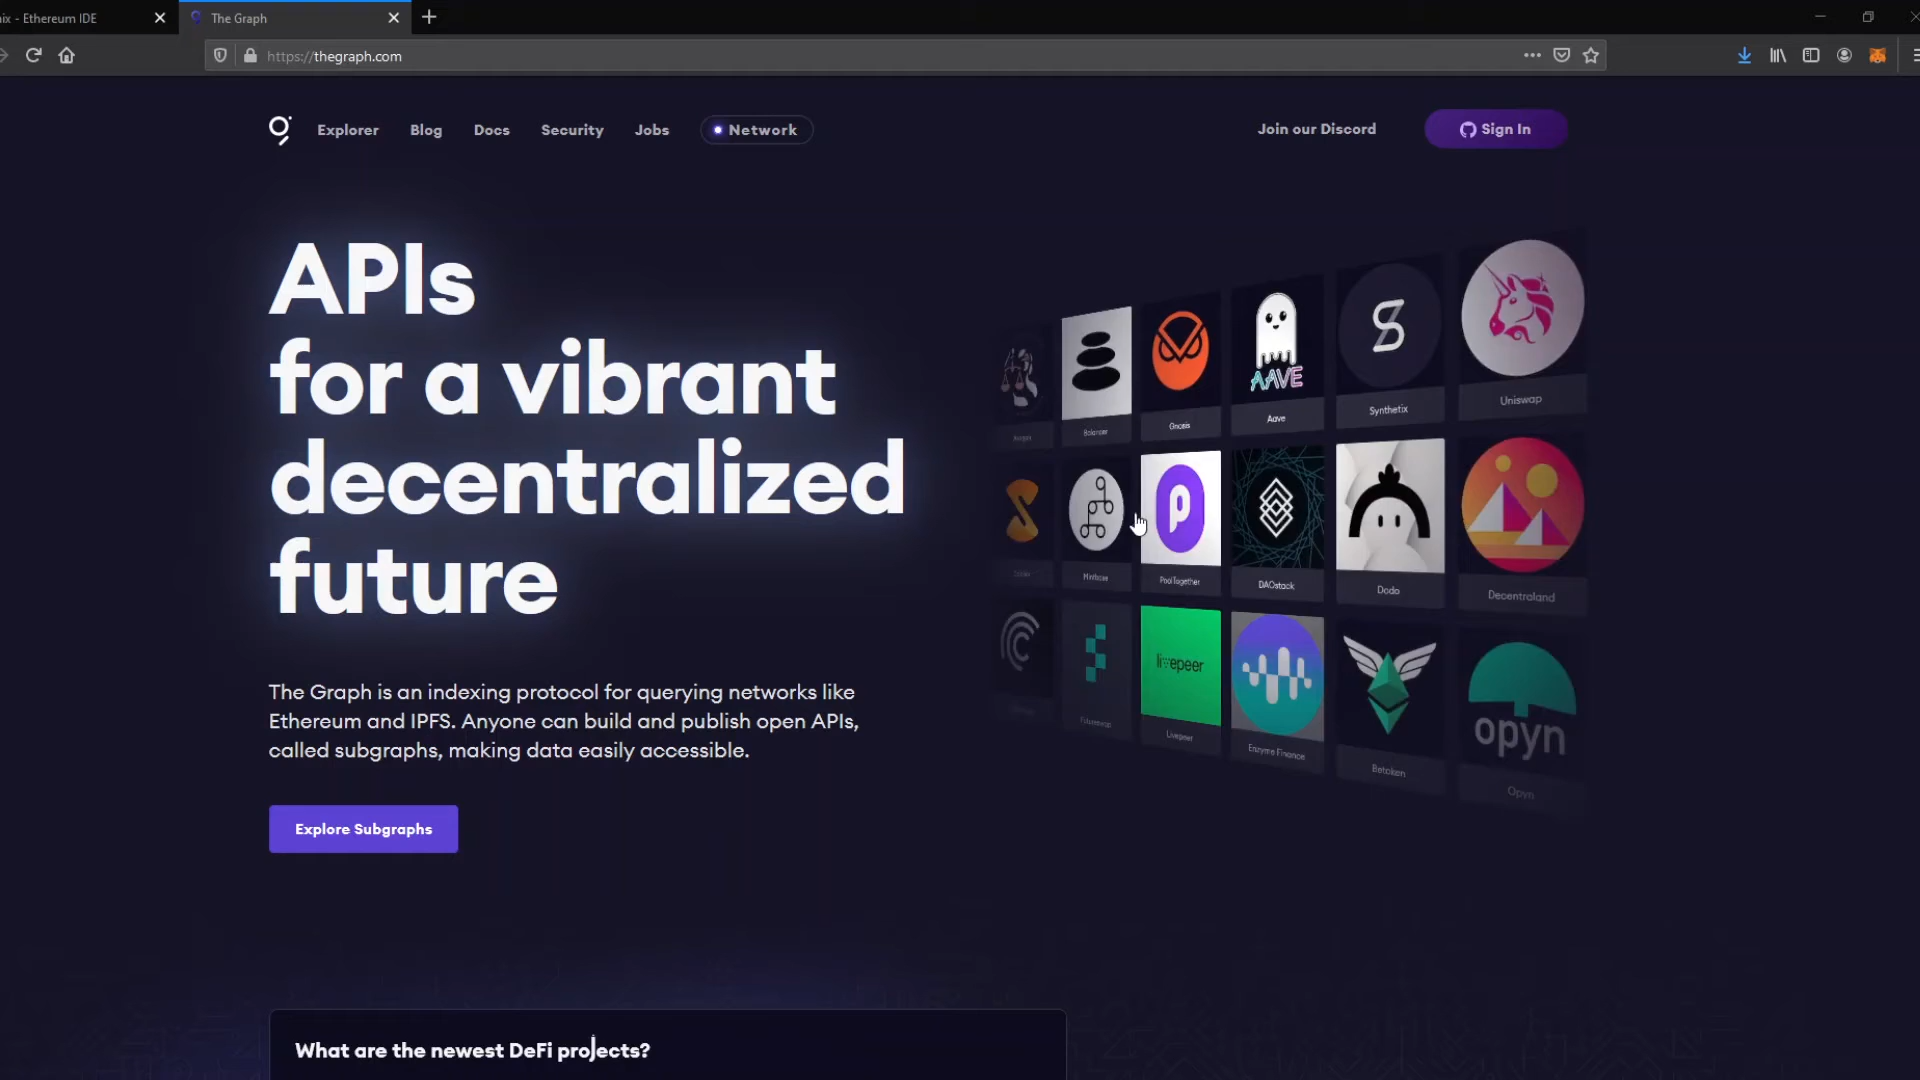 ix - Ethereum IDE
The Graph
https://thegraph.com
Explorer
Blog
Docs
Security
Jobs
Network
Join our Discord
Sign In
APIs
for a vibrant
decentralized
future
The Graph is an indexing protocol for querying networks like
Ethereum and IPFS. Anyone can build and publish open APIs,
called subgraphs, making data easily accessible.
Explore Subgraphs
Balancer
Gnosis
AAVE
Aave
Synthetix
Uniswap
Mintbase
PoolTogether
DAOstack
Dodo
Decentraland
Futureswap
livepeer
Livepeer
Enzyme Finance
Betoken
opyn
Opyn
What are the newest DeFi projects?